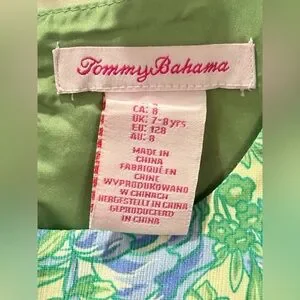 Tommy Bahama
CA: 8
UK: 7-8 yrs
EU: 128
AU: 8
MADE IN
CHINA
FABRIQUÉ EN
CHINE
WYPRODUKOWANO
W CHINACH
HERGESTELLT IN CHINA
GEPRODUCEERD
IN CHINA